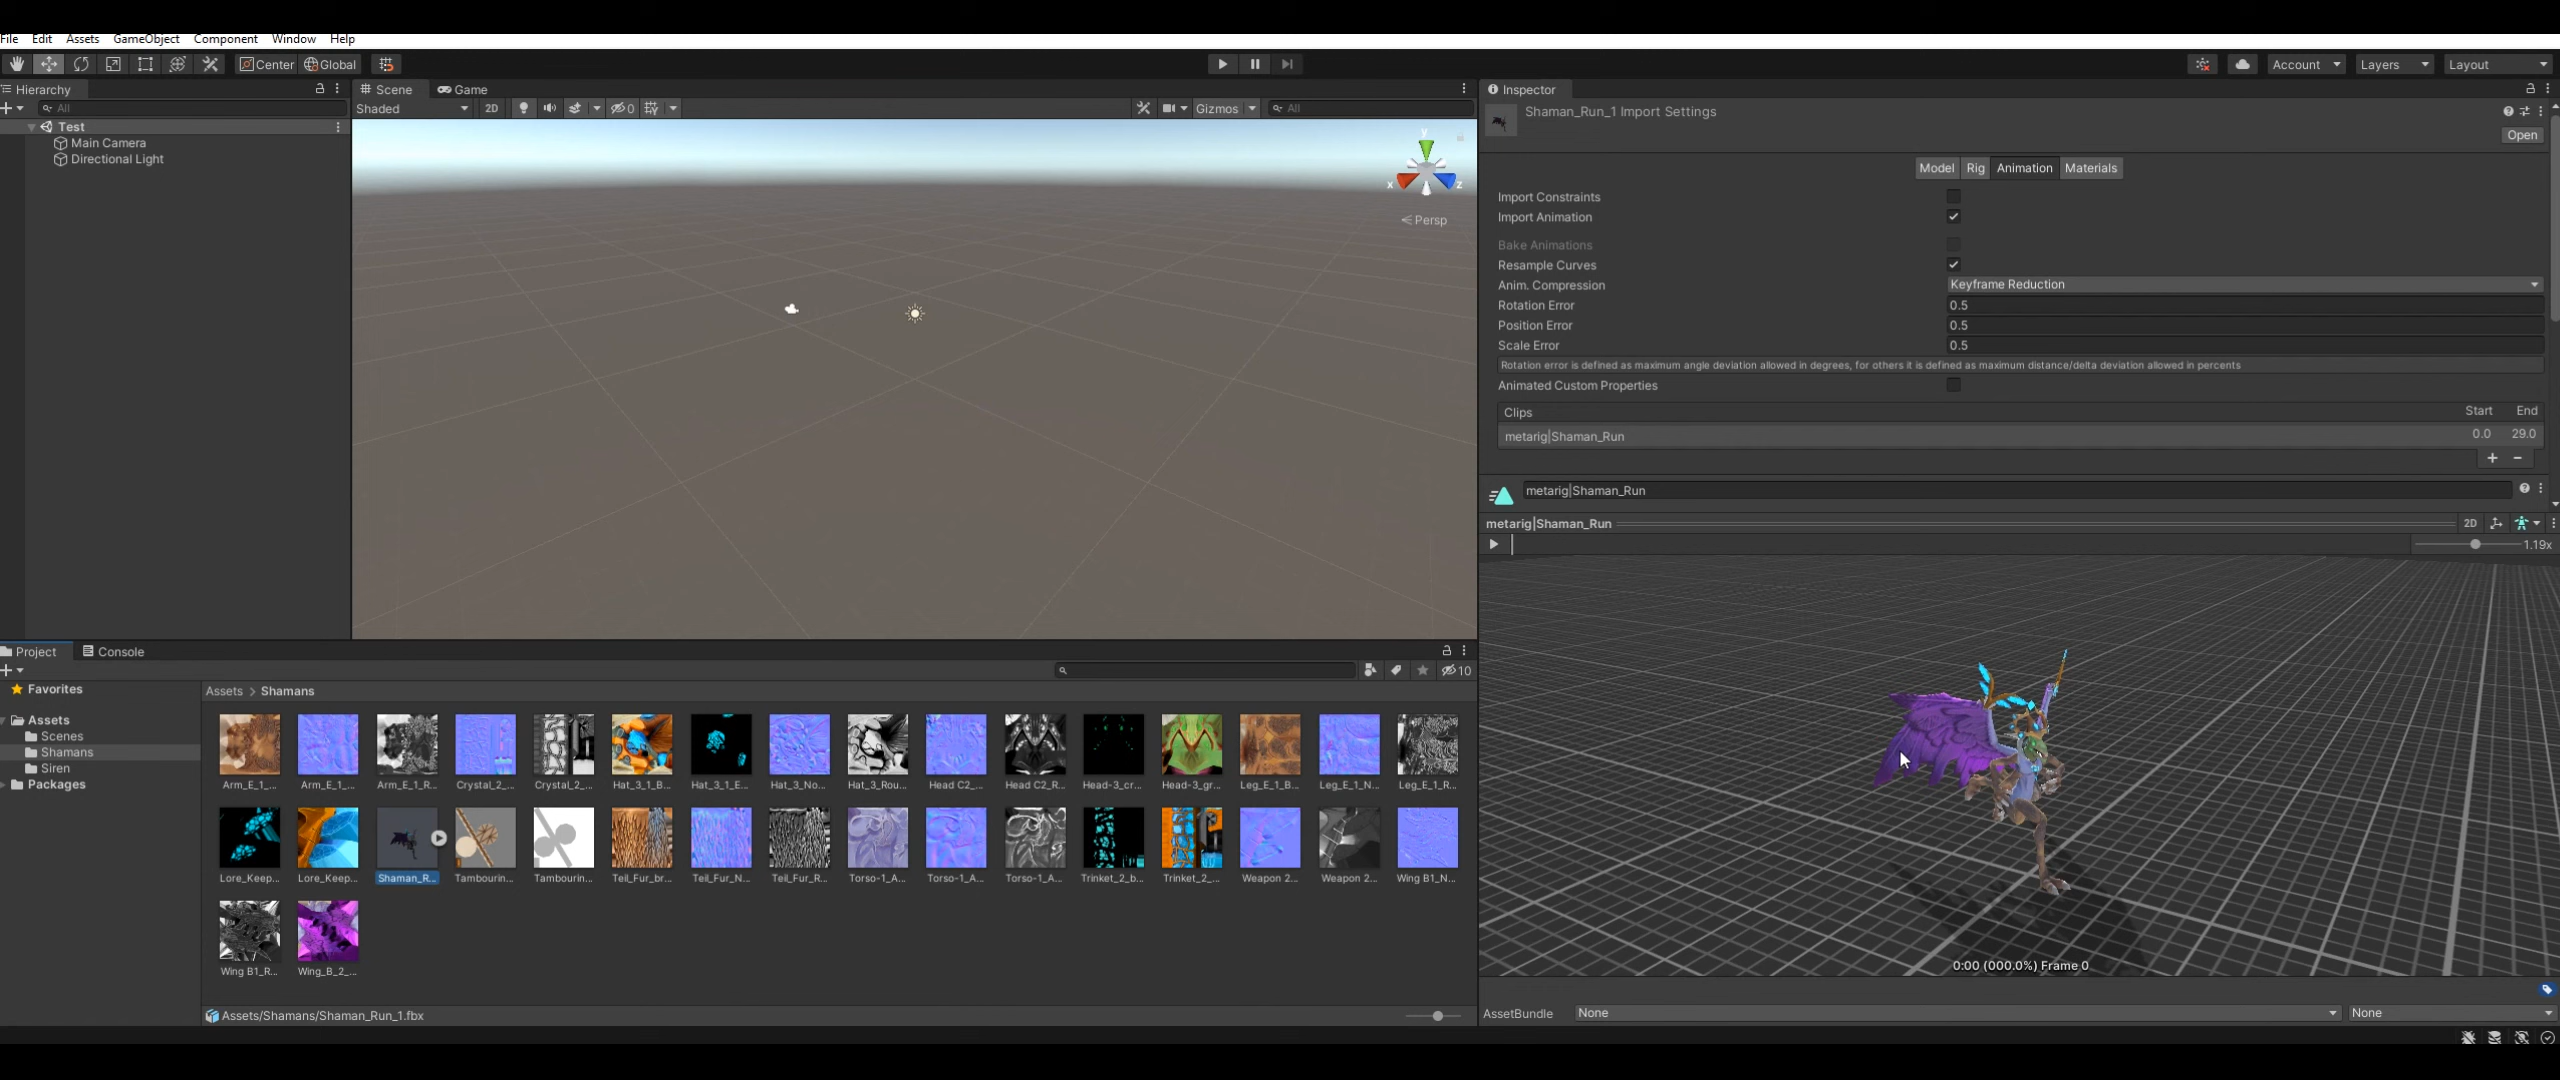 File Edit Assets GameObject Component Window Help
Center Global Account Layers Layout
Hierarchy
All
Test
Main Camera
Directional Light
Scene Game
Shaded 2D 0 Gizmos All
y
x z
Persp
Inspector
Shaman_Run_1 Import Settings
Open
Model Rig Animation Materials
Import Constraints
Import Animation
Bake Animations
Resample Curves
Anim. Compression Keyframe Reduction
Rotation Error 0.5
Position Error 0.5
Scale Error 0.5
Rotation error is defined as maximum angle deviation allowed in degrees, for others it is defined as maximum distance/delta deviation allowed in percents
Animated Custom Properties
Clips Start End
metarig|Shaman_Run 0.0 29.0
metarig|Shaman_Run
metarig|Shaman_Run 2D
1.19x
0:00 (000.0%) Frame 0
AssetBundle None None
Project Console
10
Favorites
Assets
Scenes
Shamans
Siren
Packages
Assets > Shamans
Arm_E_1_... Arm_E_1_... Arm_E_1_R... Crystal_2_... Crystal_2_... Hat_3_1_B... Hat_3_1_E... Hat_3_No... Hat_3_Rou... Head C2_... Head C2_R... Head-3_cr... Head-3_gr... Leg_E_1_B... Leg_E_1_N... Leg_E_1_R...
Lore_Keep... Lore_Keep... Shaman_R... Tambourin... Tambourin... Teil_Fur_br... Teil_Fur_N... Teil_Fur_R... Torso-1_A... Torso-1_A... Torso-1_A... Trinket_2_b... Trinket_2_... Weapon 2... Weapon 2... Wing B1_N...
Wing B1_R... Wing_B_2_...
Assets/Shamans/Shaman_Run_1.fbx